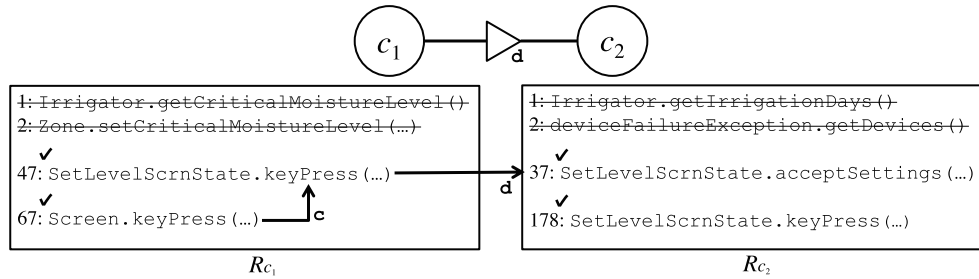 c1 d c2
1: Irrigator.getCriticalMoistureLevel()
2: Zone.setCriticalMoistureLevel(…)
47: SetLevelScrnState.keyPress(…)
67: Screen.keyPress(…)
c
d
1: Irrigator.getIrrigationDays()
2: deviceFailureException.getDevices()
37: SetLevelScrnState.acceptSettings(…)
178: SetLevelScrnState.keyPress(…)
Rc1
Rc2